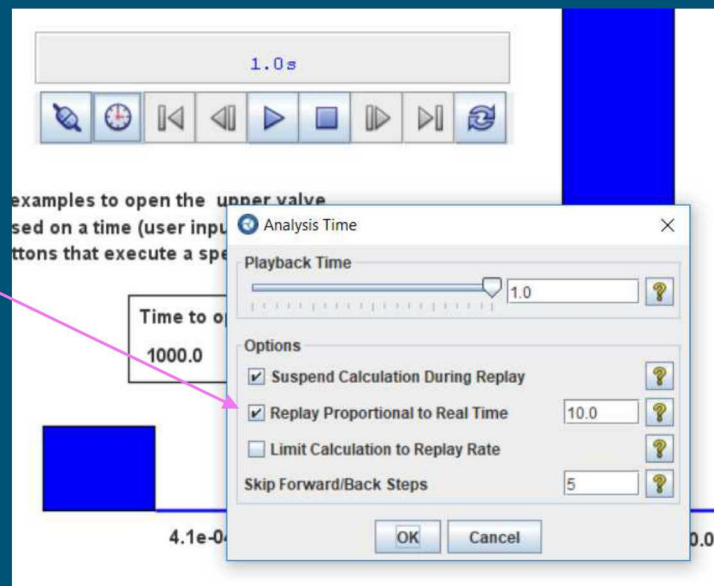 1.0s
examples to open the upper valve
sed on a time (user inpu
ttons that execute a spe
Time to o
1000.0
4.1e-0
Analysis Time
Playback Time
1.0
Options
Suspend Calculation During Replay
Replay Proportional to Real Time 10.0
Limit Calculation to Replay Rate
Skip Forward/Back Steps 5
OK Cancel
0.0